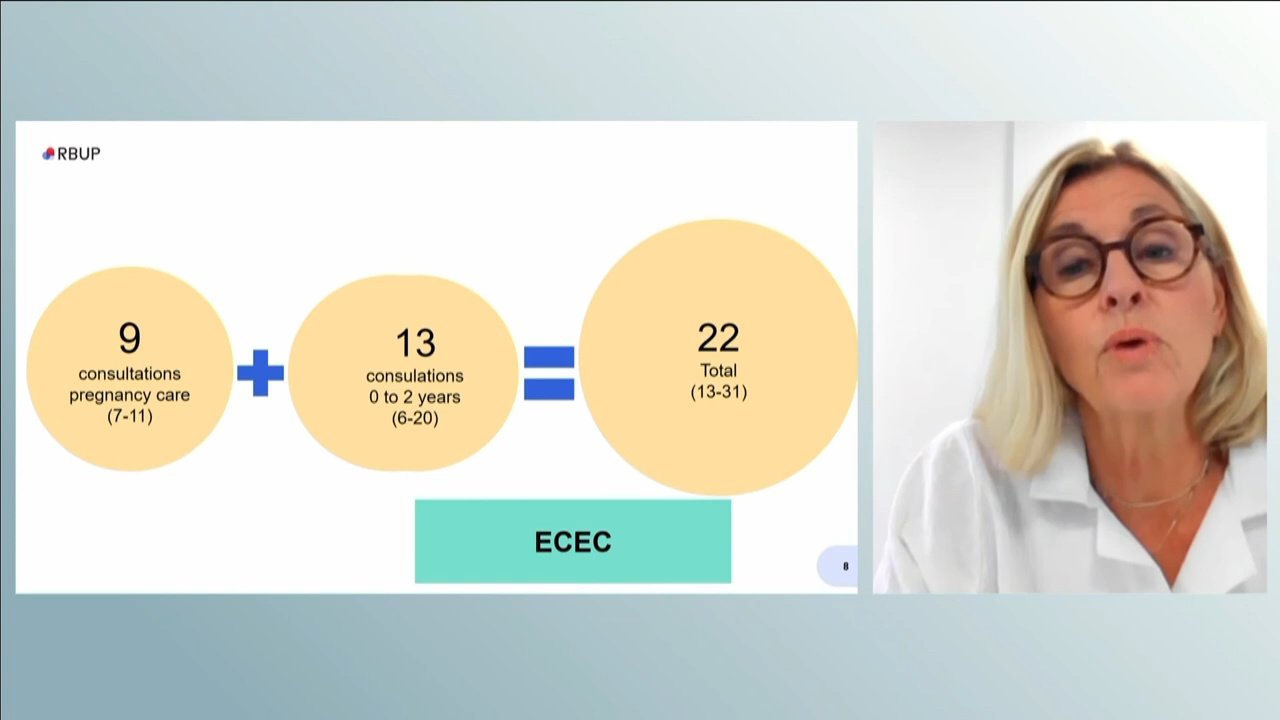 RBUP
9
consultations
pregnancy care
(7-11)
13
consulations
0 to 2 years
(6-20)
22
Total
(13-31)
ECEC
8